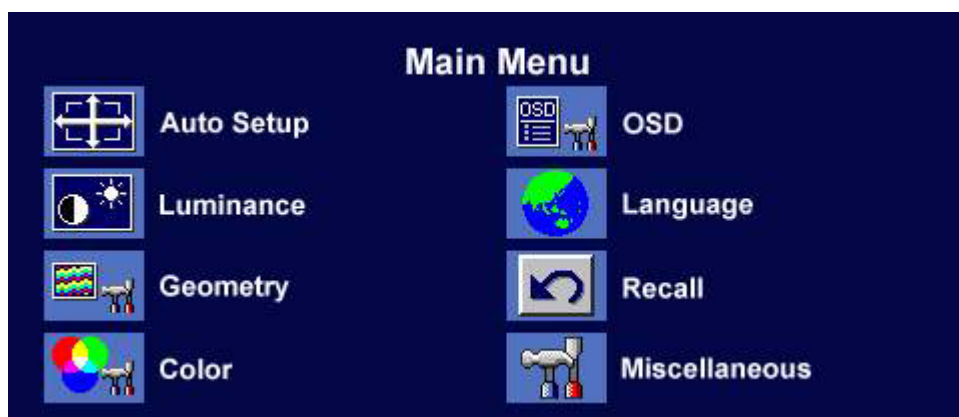 Main Menu
Auto Setup
OSD
OSD
Luminance
Language
Geometry
Recall
Color
Miscellaneous